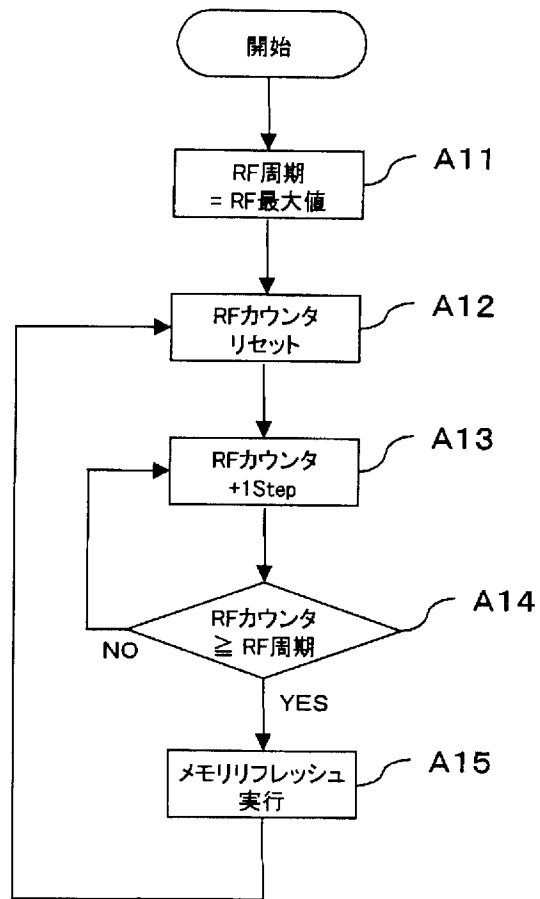 開始
RF周期
= RF最大値
A11
RFカウンタ
リセット
A12
RFカウンタ
+1Step
A13
RFカウンタ
≧ RF周期
A14
NO
YES
メモリリフレッシュ
実行
A15